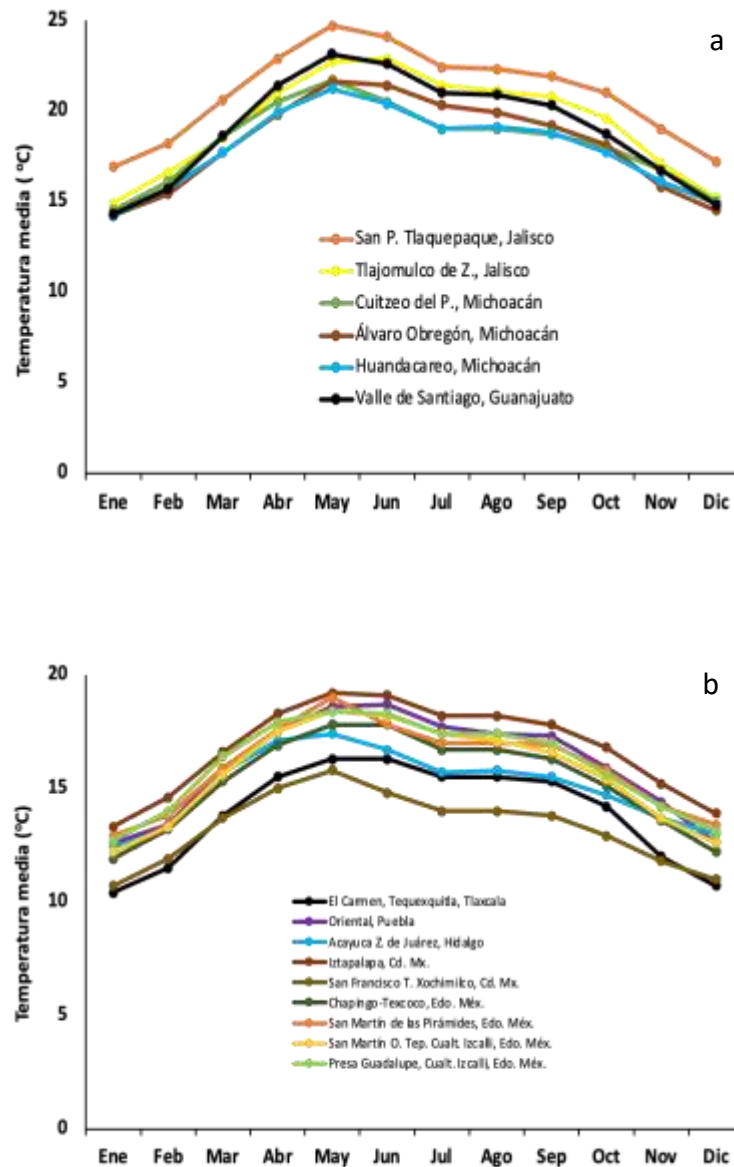 a
25
20
15
10
5
0
Temperatura media ( °C)
San P. Tlaquepaque, Jalisco
Tlajomulco de Z., Jalisco
Cuitzeo del P., Michoacán
Álvaro Obregón, Michoacán
Huandacareo, Michoacán
Valle de Santiago, Guanajuato
Ene Feb Mar Abr May Jun Jul Ago Sep Oct Nov Dic
b
20
15
10
5
0
Temperatura media (°C)
El Carmen, Tequexquitla, Tlaxcala
Oriental, Puebla
Acayuca Z. de Juárez, Hidalgo
Iztapalapa, Cd. Mx.
San Francisco T. Xochimilco, Cd. Mx.
Chapingo-Texcoco, Edo. Méx.
San Martín de las Pirámides, Edo. Méx.
San Martín O. Tep. Cualt. Izcalli, Edo. Méx.
Presa Guadalupe, Cualt. Izcalli, Edo. Méx.
Ene Feb Mar Abr May Jun Jul Ago Sep Oct Nov Dic